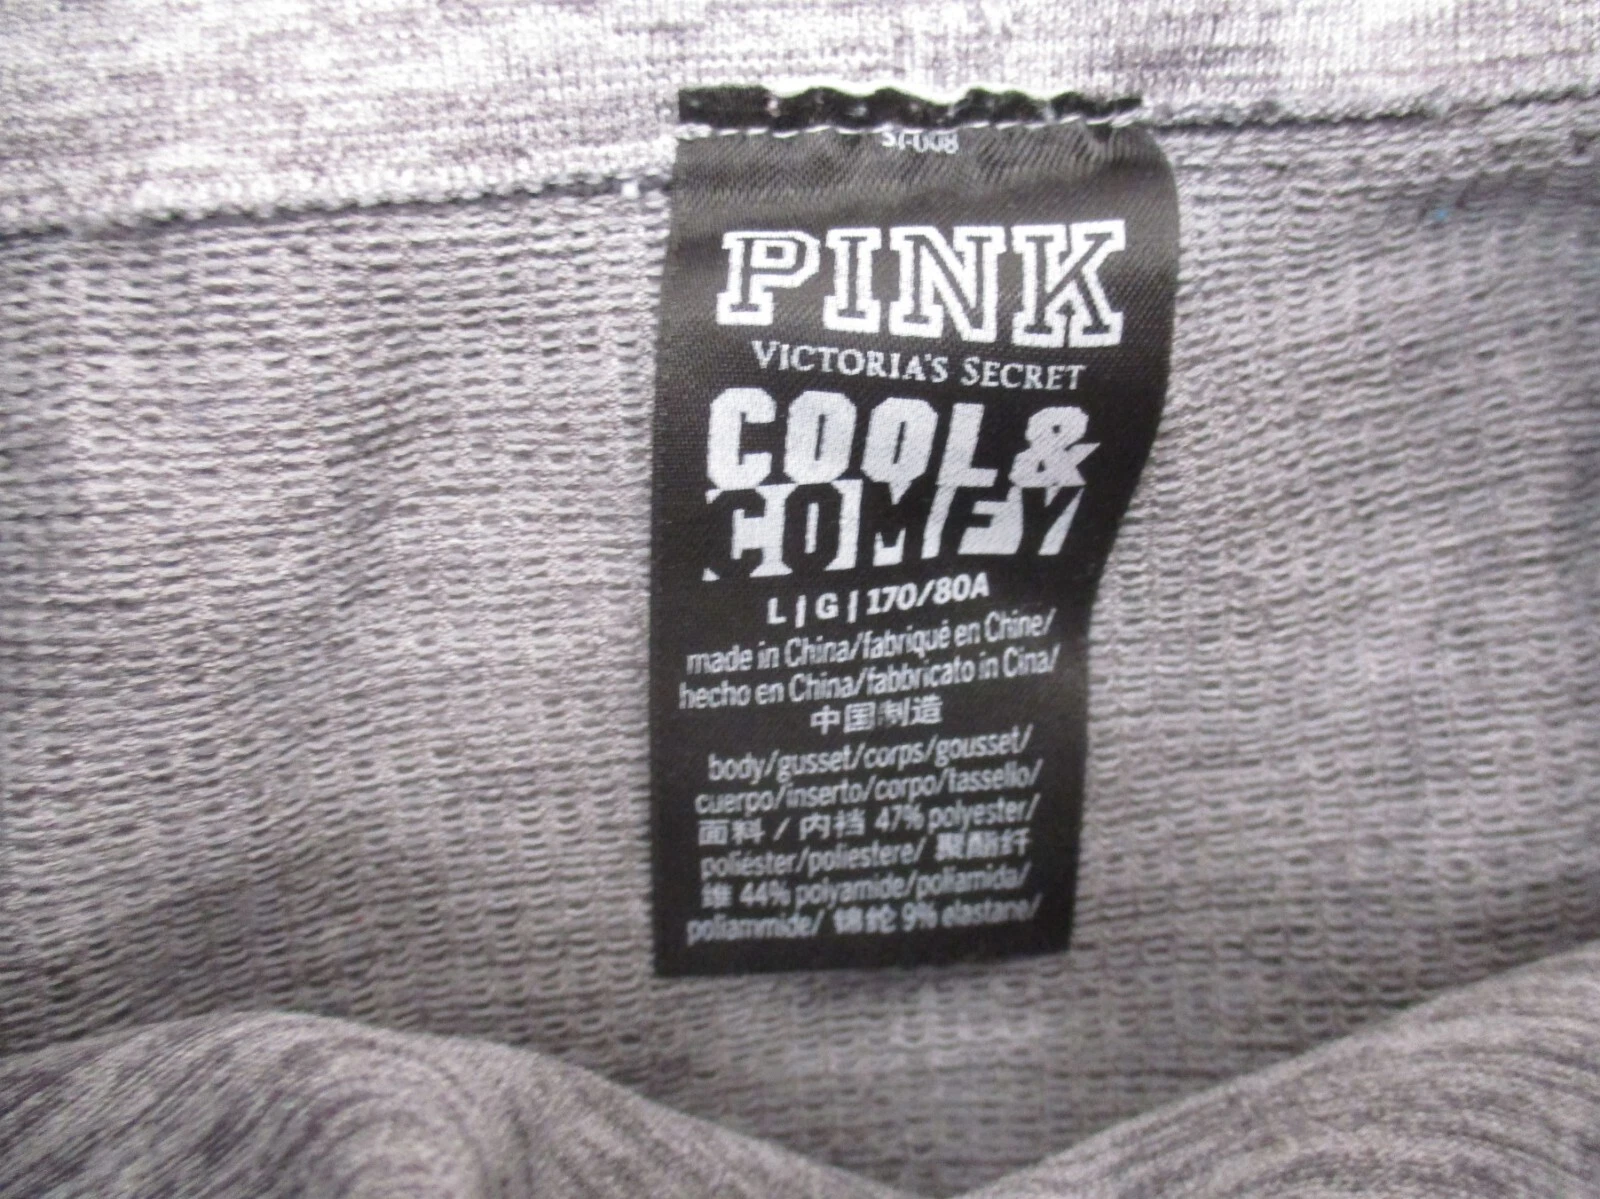 ST-008
PINK
VICTORIA'S SECRET
COOL&
COMFY
L | G | 170/80A
made in China/fabriqué en Chine/
hecho en China/fabbricato in Cina/
中国制造
body/gusset/corps/gousset/
cuerpo/inserto/corpo/tassello/
面料 / 内裆 47% polyester/
poliéster/poliestere/ 聚酯纤
维 44% polyamide/poliamida/
poliammide/ 锦纶 9% elastane/